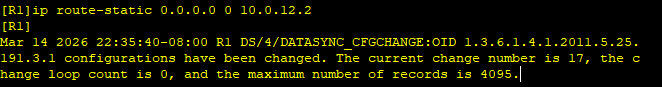 [R1]ip route-static 0.0.0.0 0 10.0.12.2
[R1]
Mar 14 2026 22:35:40-08:00 R1 DS/4/DATASYNC_CFGCHANGE:OID 1.3.6.1.4.1.2011.5.25.
191.3.1 configurations have been changed. The current change number is 17, the c
hange loop count is 0, and the maximum number of records is 4095.